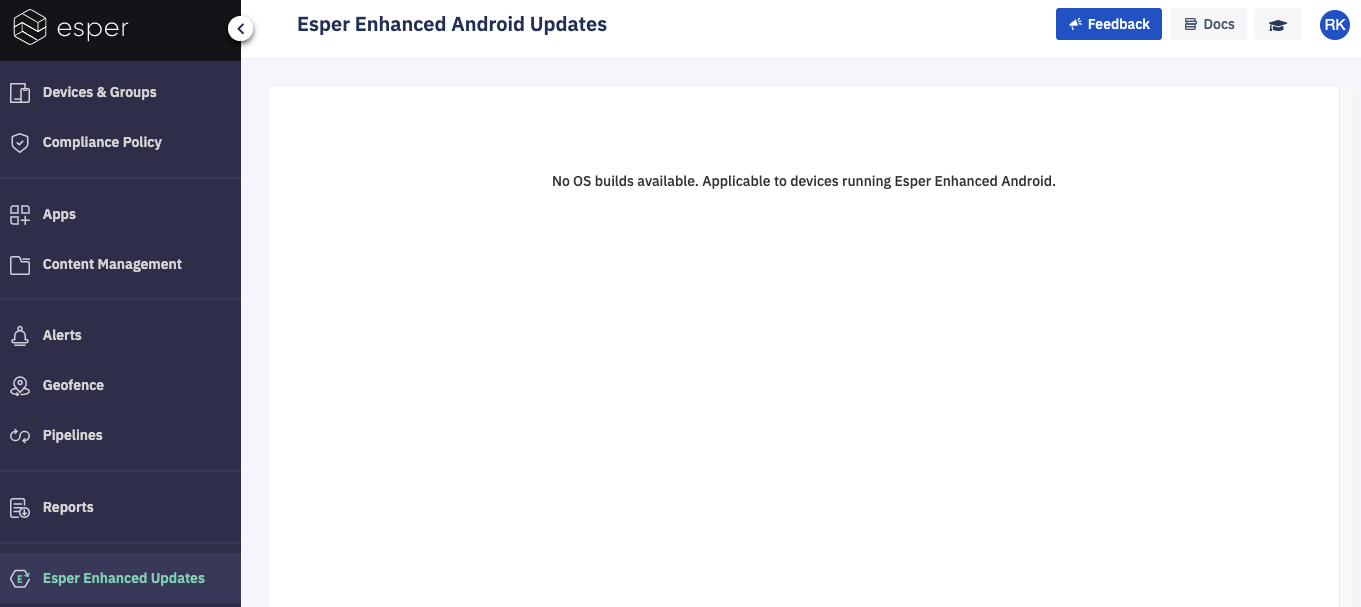 esper
Esper Enhanced Android Updates
Feedback
Docs
RK
Devices & Groups
Compliance Policy
Apps
Content Management
Alerts
Geofence
Pipelines
Reports
E
Esper Enhanced Updates
No OS builds available. Applicable to devices running Esper Enhanced Android.